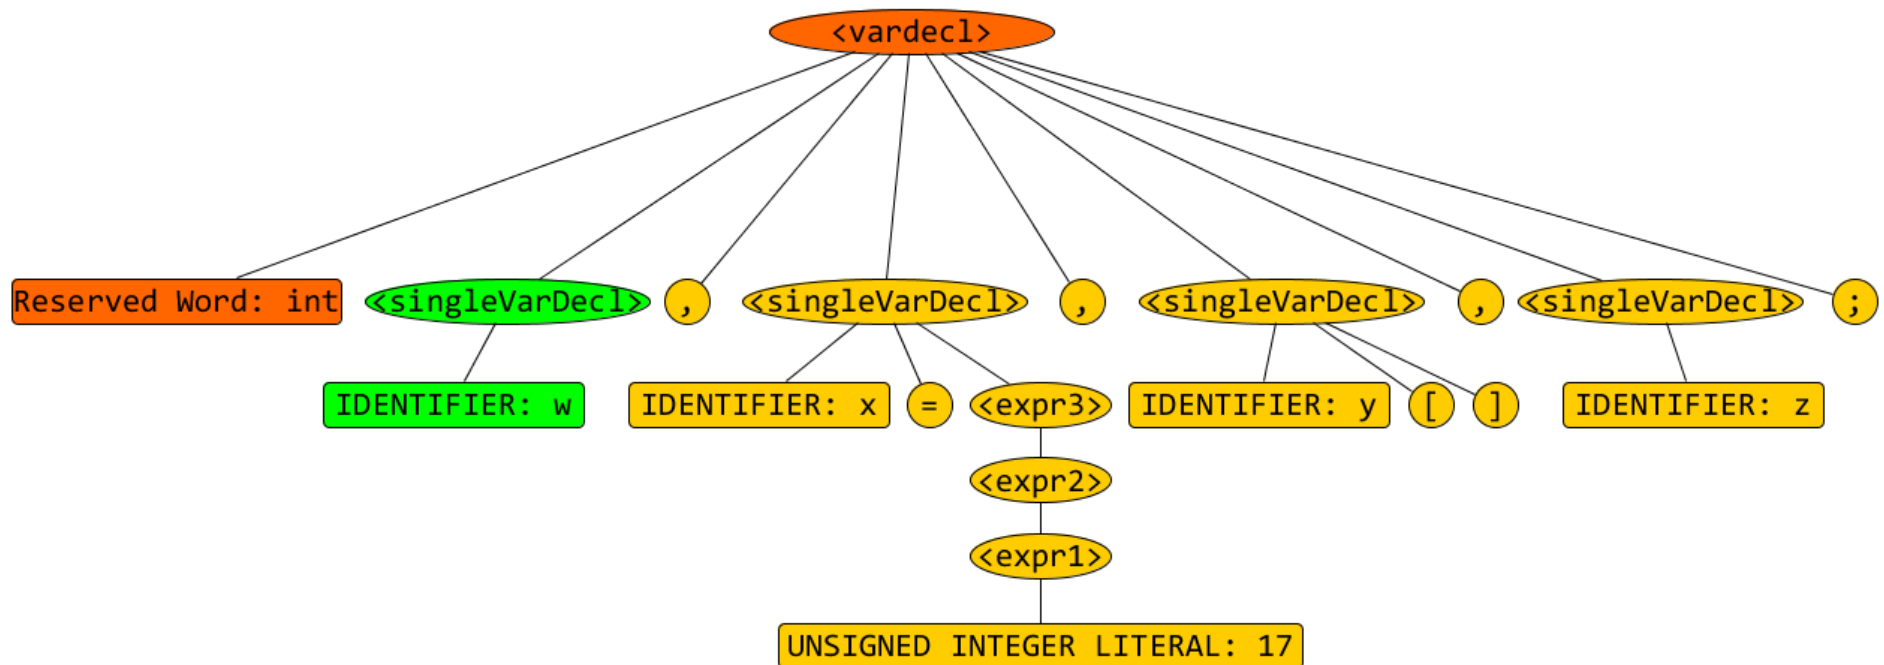 <vardecl>
Reserved Word: int <singleVarDecl> , <singleVarDecl> , <singleVarDecl> , <singleVarDecl> ;
IDENTIFIER: w IDENTIFIER: x = <expr3> IDENTIFIER: y [ ] IDENTIFIER: z
<expr2>
<expr1>
UNSIGNED INTEGER LITERAL: 17